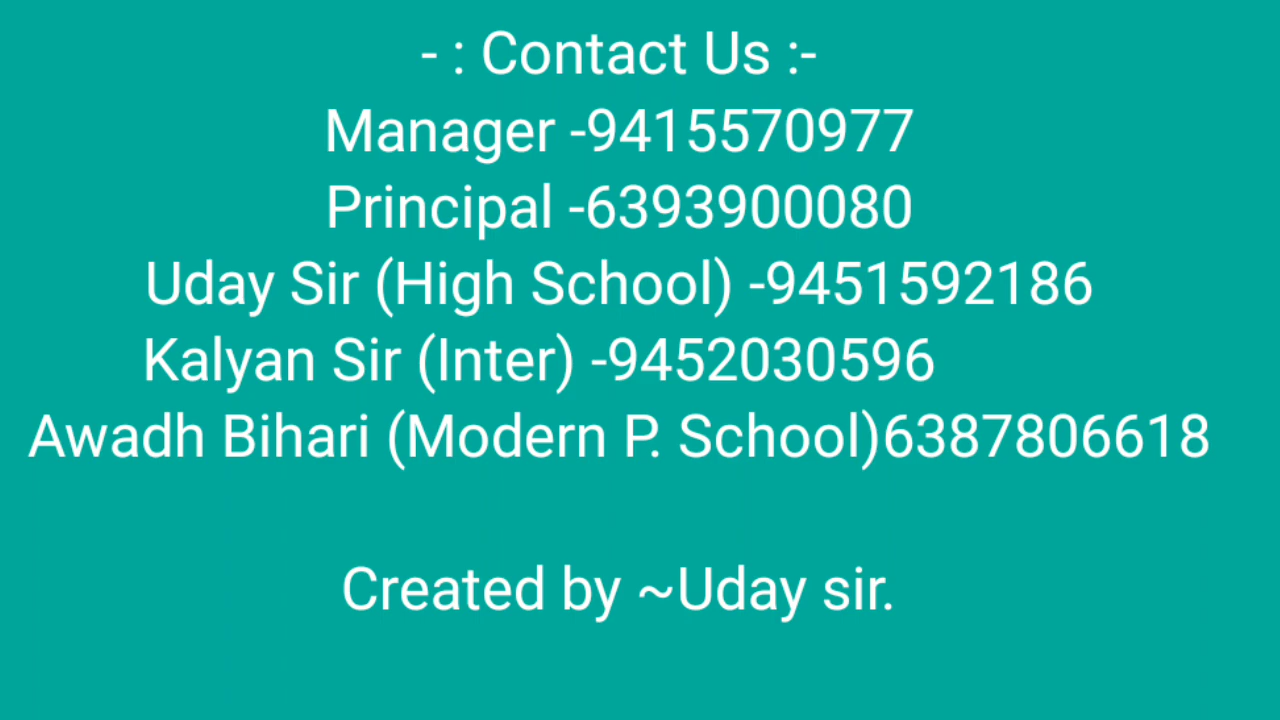 - : Contact Us :-
Manager -9415570977
Principal -6393900080
Uday Sir (High School) -9451592186
Kalyan Sir (Inter) -9452030596
Awadh Bihari (Modern P. School)6387806618
Created by ~Uday sir.